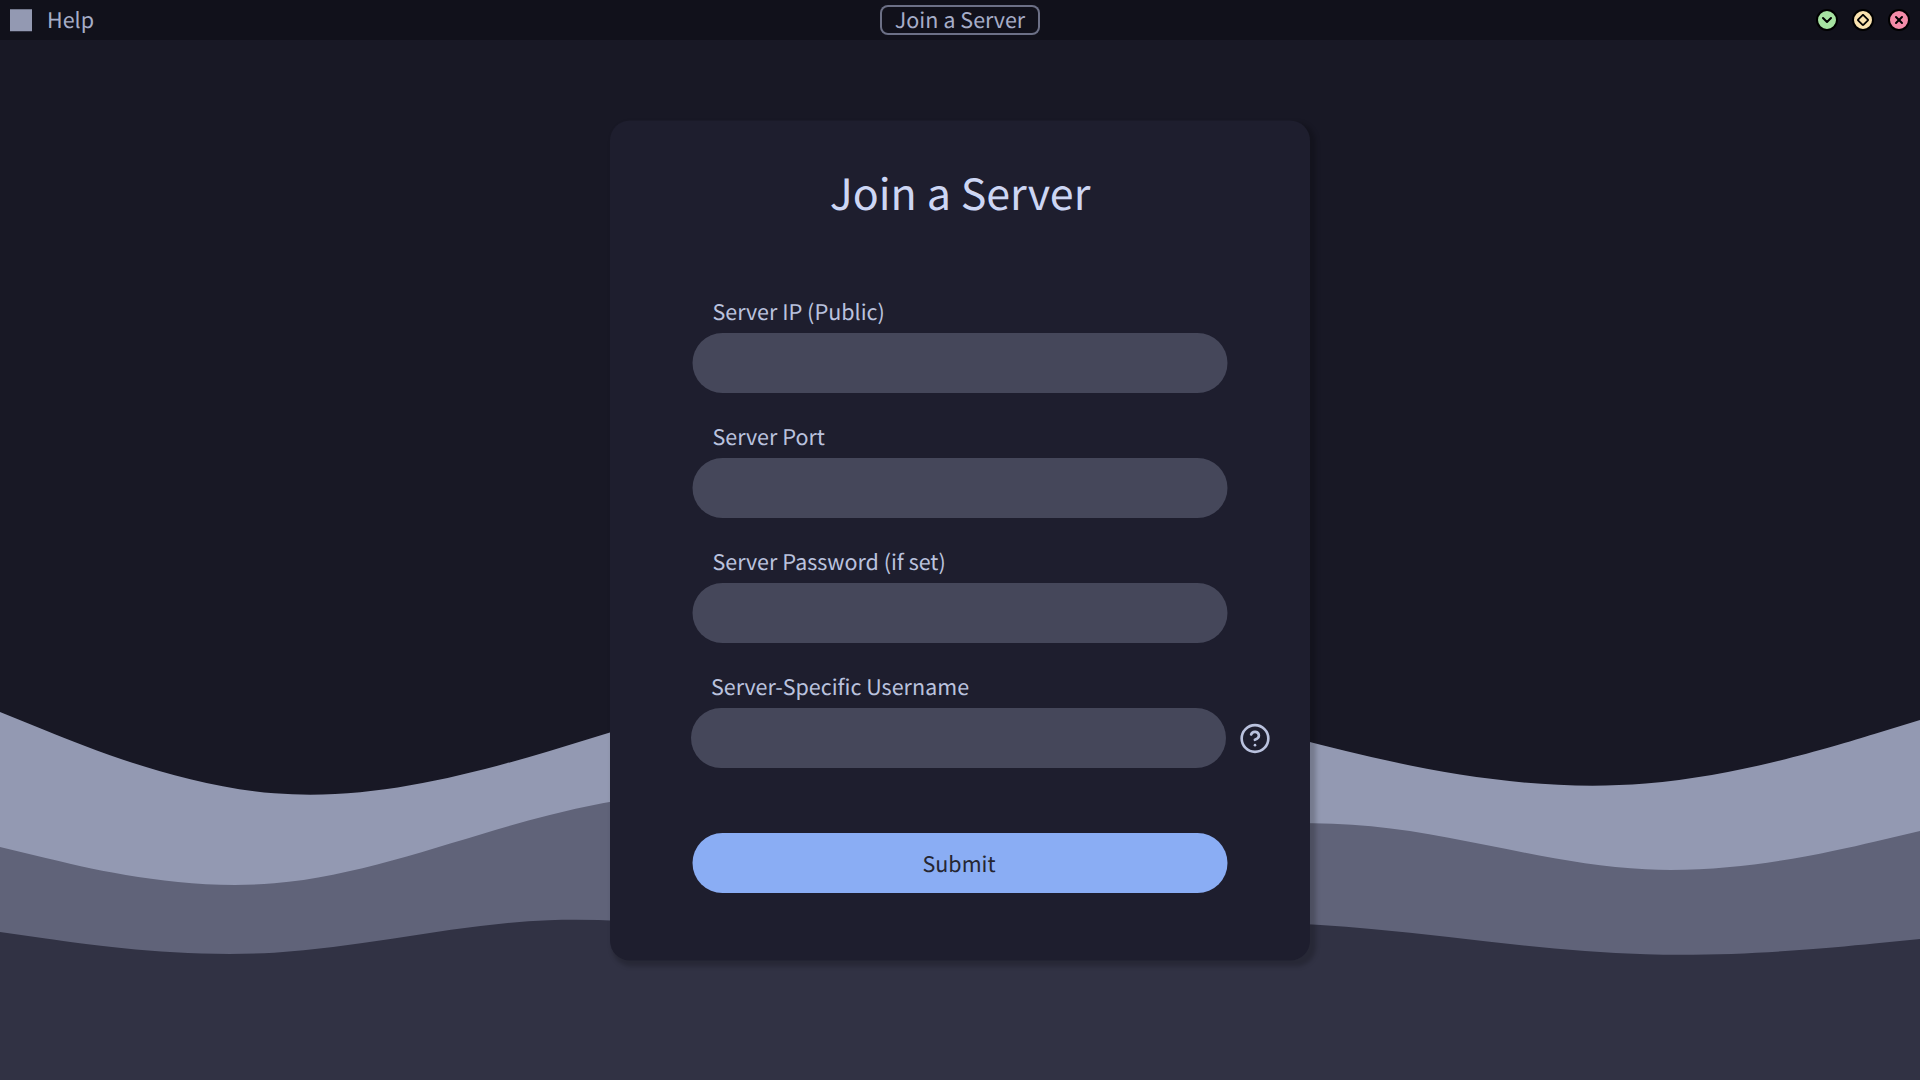 Help
Join a Server
Join a Server
Server IP (Public)
Server Port
Server Password (if set)
Server-Specific Username
Submit